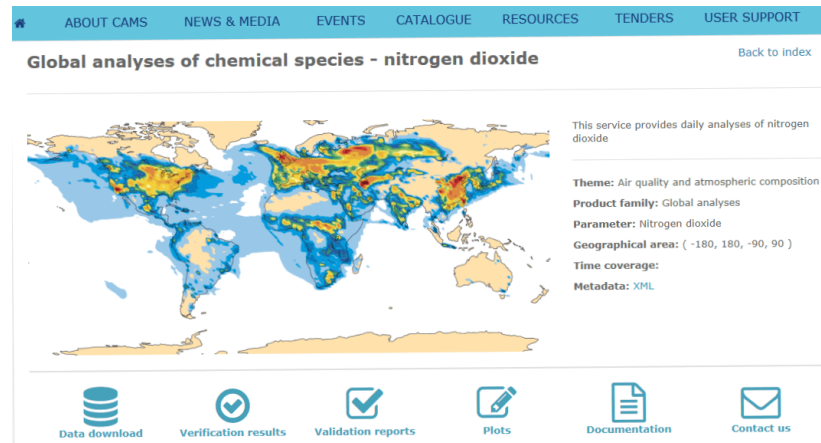 ABOUT CAMS NEWS & MEDIA EVENTS CATALOGUE RESOURCES TENDERS USER SUPPORT
Global analyses of chemical species - nitrogen dioxide
Back to index
This service provides daily analyses of nitrogen
dioxide
Theme: Air quality and atmospheric composition
Product family: Global analyses
Parameter: Nitrogen dioxide
Geographical area: ( -180, 180, -90, 90 )
Time coverage:
Metadata: XML
Data download Verification results Validation reports Plots Documentation Contact us